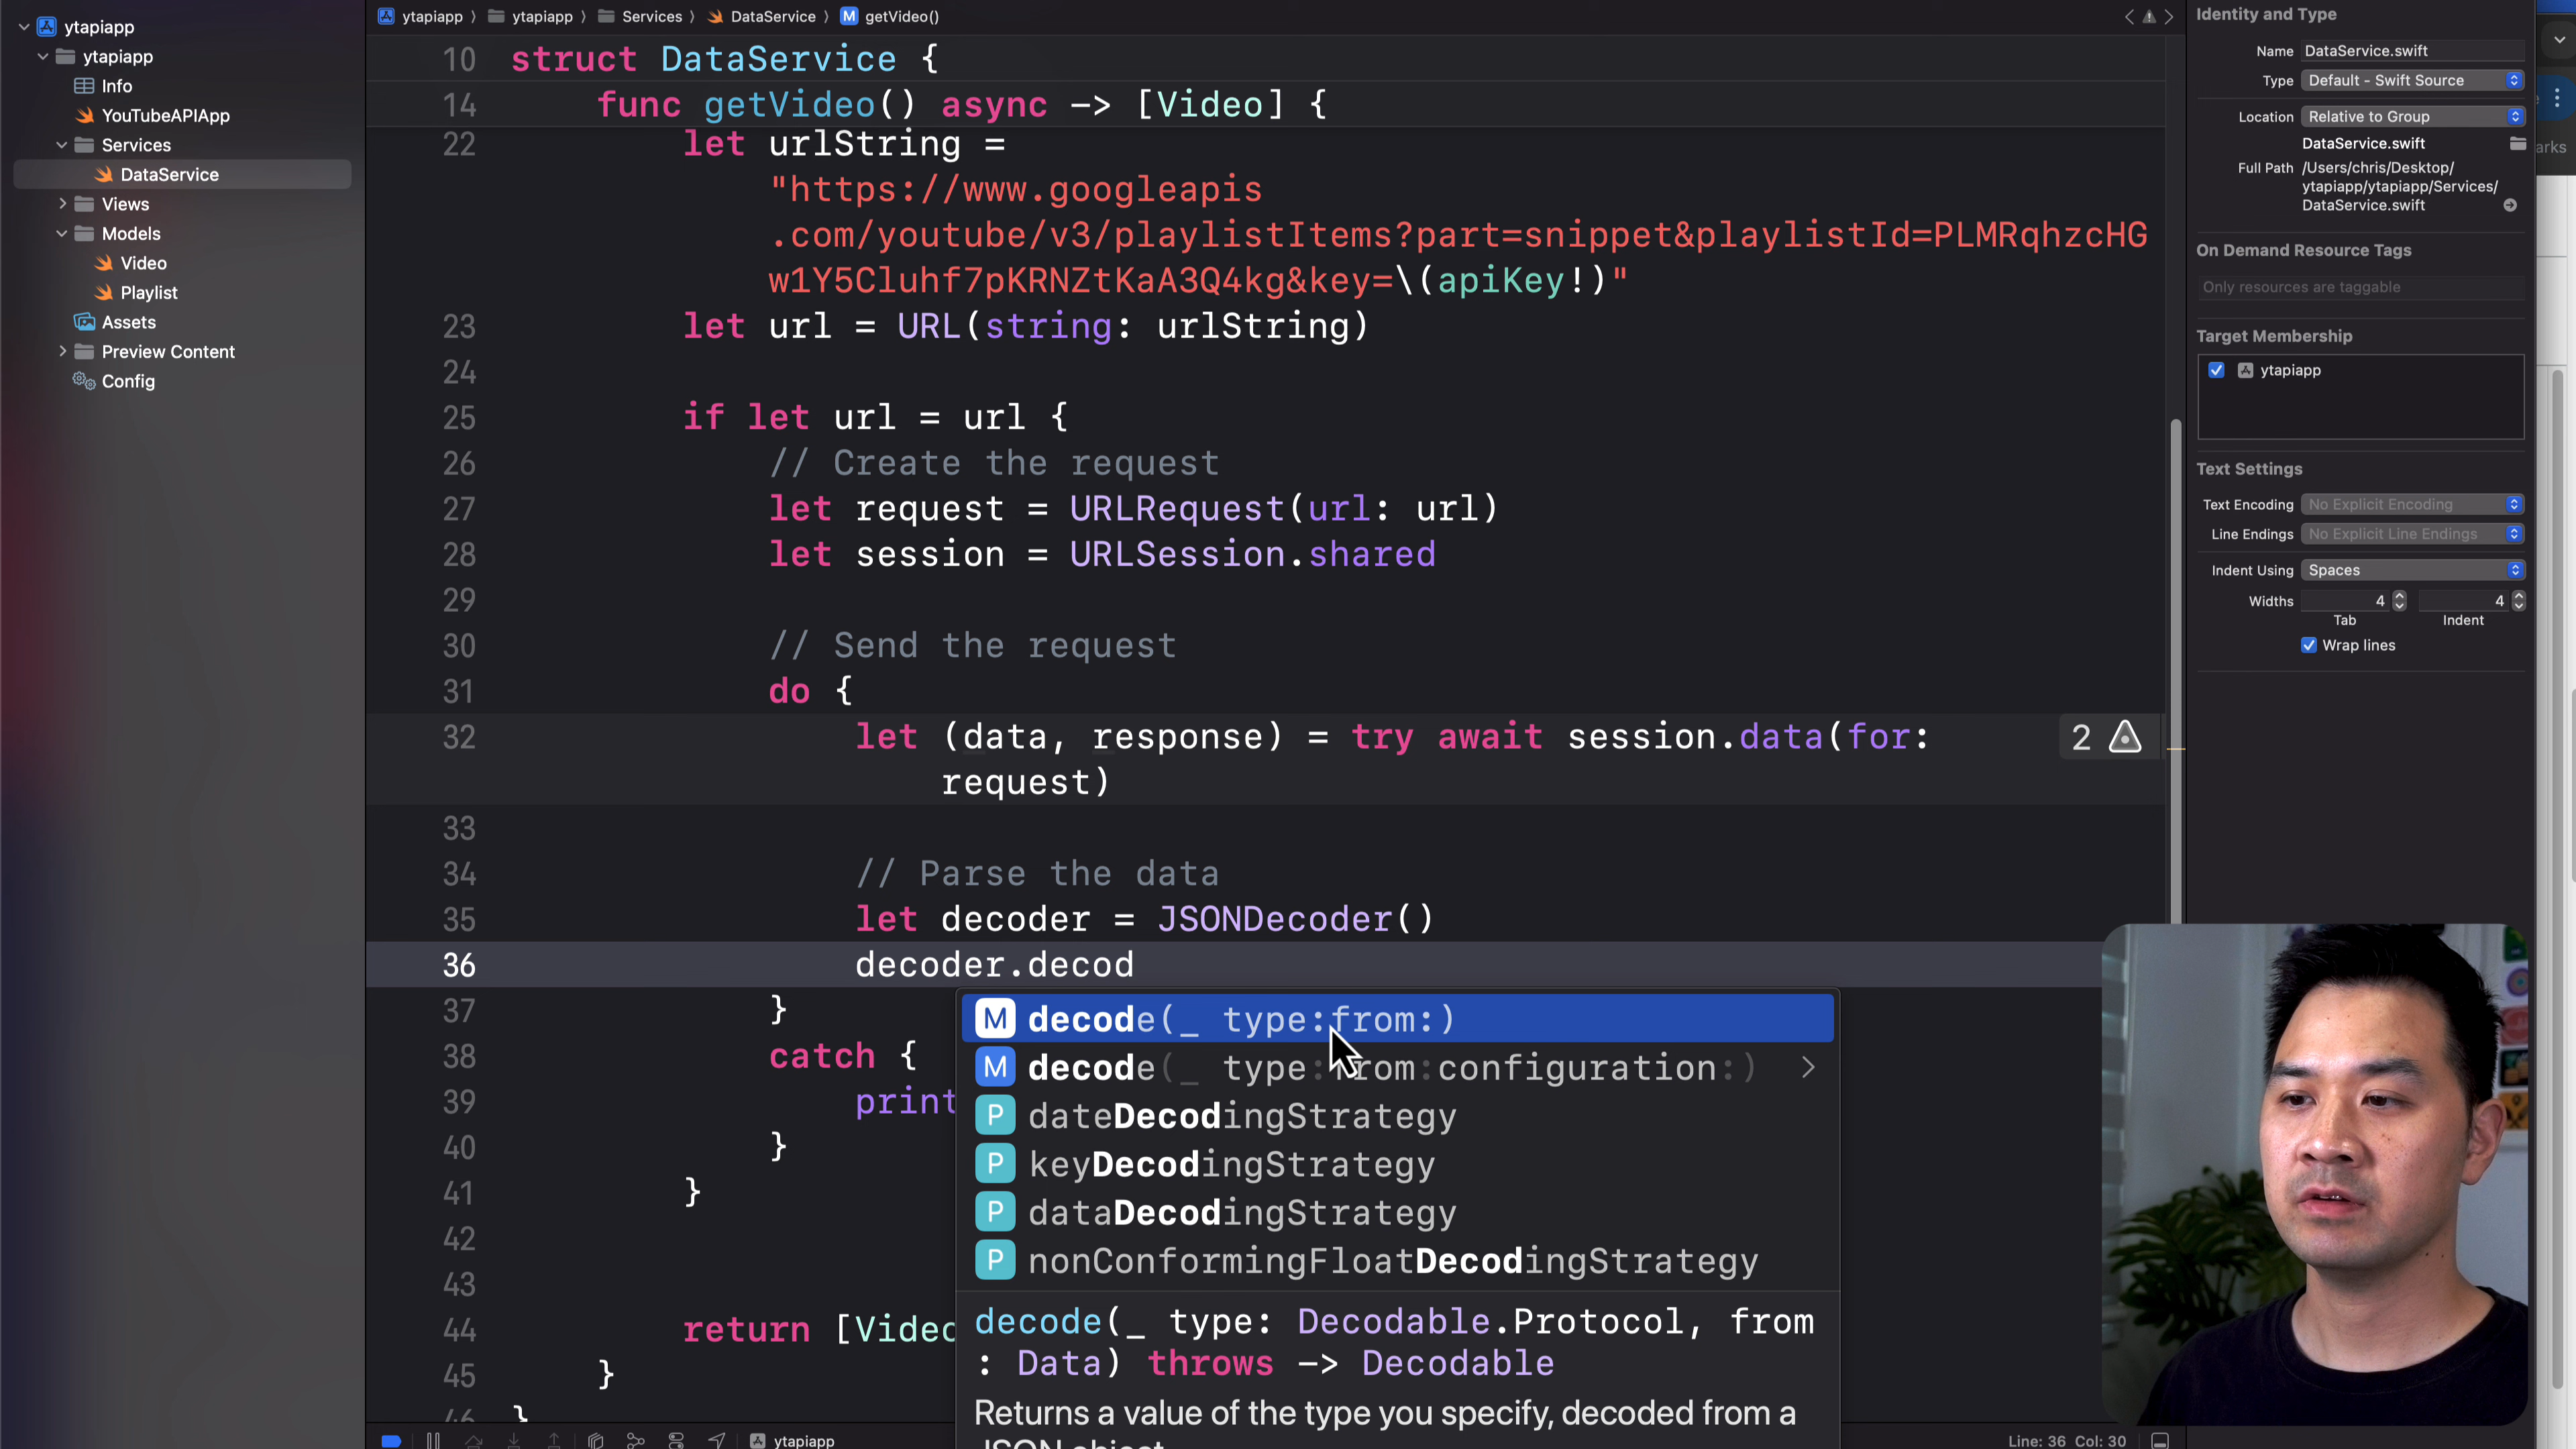 ytapiapp
ytapiapp
Info
YouTubeAPIApp
Services
DataService
Views
Models
Video
Playlist
Assets
Preview Content
Config
ytapiapp ⟩ ytapiapp ⟩ Services ⟩ DataService ⟩ M getVideo()
10 struct DataService {
14 func getVideo() async -> [Video] {
22 let urlString =
"https://www.googleapis
.com/youtube/v3/playlistItems?part=snippet&playlistId=PLMRqhzcHG
w1Y5Cluhf7pKRNZtKaA3Q4kg&key=\(apiKey!)"
23 let url = URL(string: urlString)
24
25 if let url = url {
26 // Create the request
27 let request = URLRequest(url: url)
28 let session = URLSession.shared
29
30 // Send the request
31 do {
32 let (data, response) = try await session.data(for: 2
request)
33
34 // Parse the data
35 let decoder = JSONDecoder()
36 decoder.decod
37 }
38 catch {
39 print
40 }
41 }
42
43
44 return [Video
45 }
46 }
M decode(_ type:from:)
M decode(_ type:from:configuration:)
P dateDecodingStrategy
P keyDecodingStrategy
P dataDecodingStrategy
P nonConformingFloatDecodingStrategy
decode(_ type: Decodable.Protocol, from
: Data) throws -> Decodable
Returns a value of the type you specify, decoded from a
JSON object
ytapiapp
Line: 36 Col: 30
Identity and Type
Name DataService.swift
Type Default - Swift Source
Location Relative to Group
DataService.swift
Full Path /Users/chris/Desktop/
ytapiapp/ytapiapp/Services/
DataService.swift
On Demand Resource Tags
Only resources are taggable
Target Membership
ytapiapp
Text Settings
Text Encoding No Explicit Encoding
Line Endings No Explicit Line Endings
Indent Using Spaces
Widths 4 4
Tab Indent
Wrap lines
arks